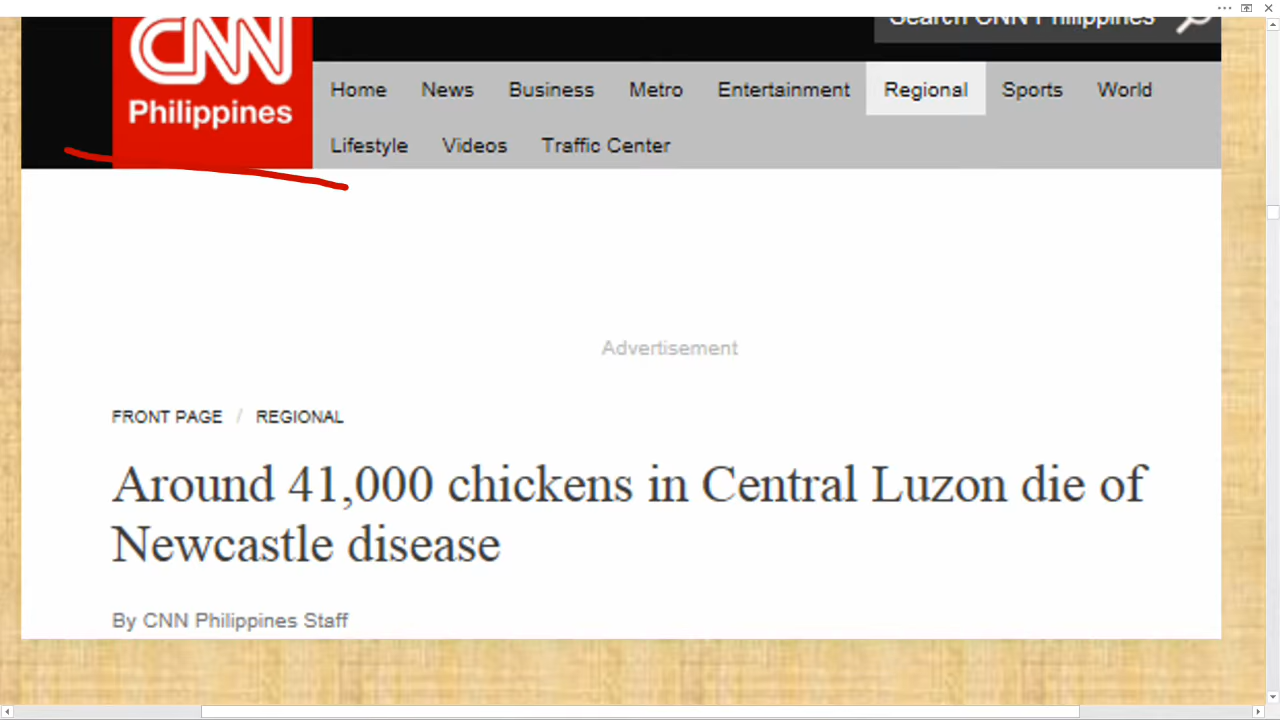 Search CNN Philippines
CNN
Philippines
Home News Business Metro Entertainment Regional Sports World
Lifestyle Videos Traffic Center
Advertisement
FRONT PAGE / REGIONAL
Around 41,000 chickens in Central Luzon die of
Newcastle disease
By CNN Philippines Staff